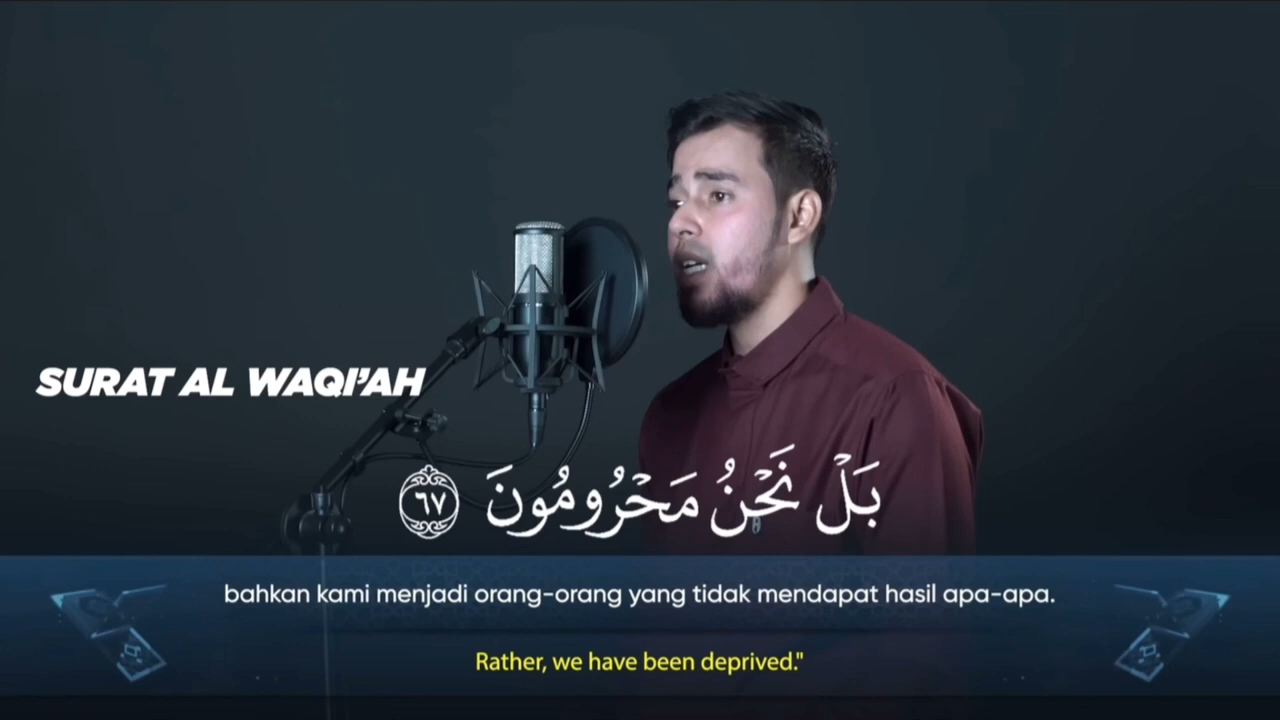 SURAT AL WAQI'AH
بَلْ نَحْنُ مَحْرُومُونَ ٦٧
bahkan kami menjadi orang-orang yang tidak mendapat hasil apa-apa.
Rather, we have been deprived."